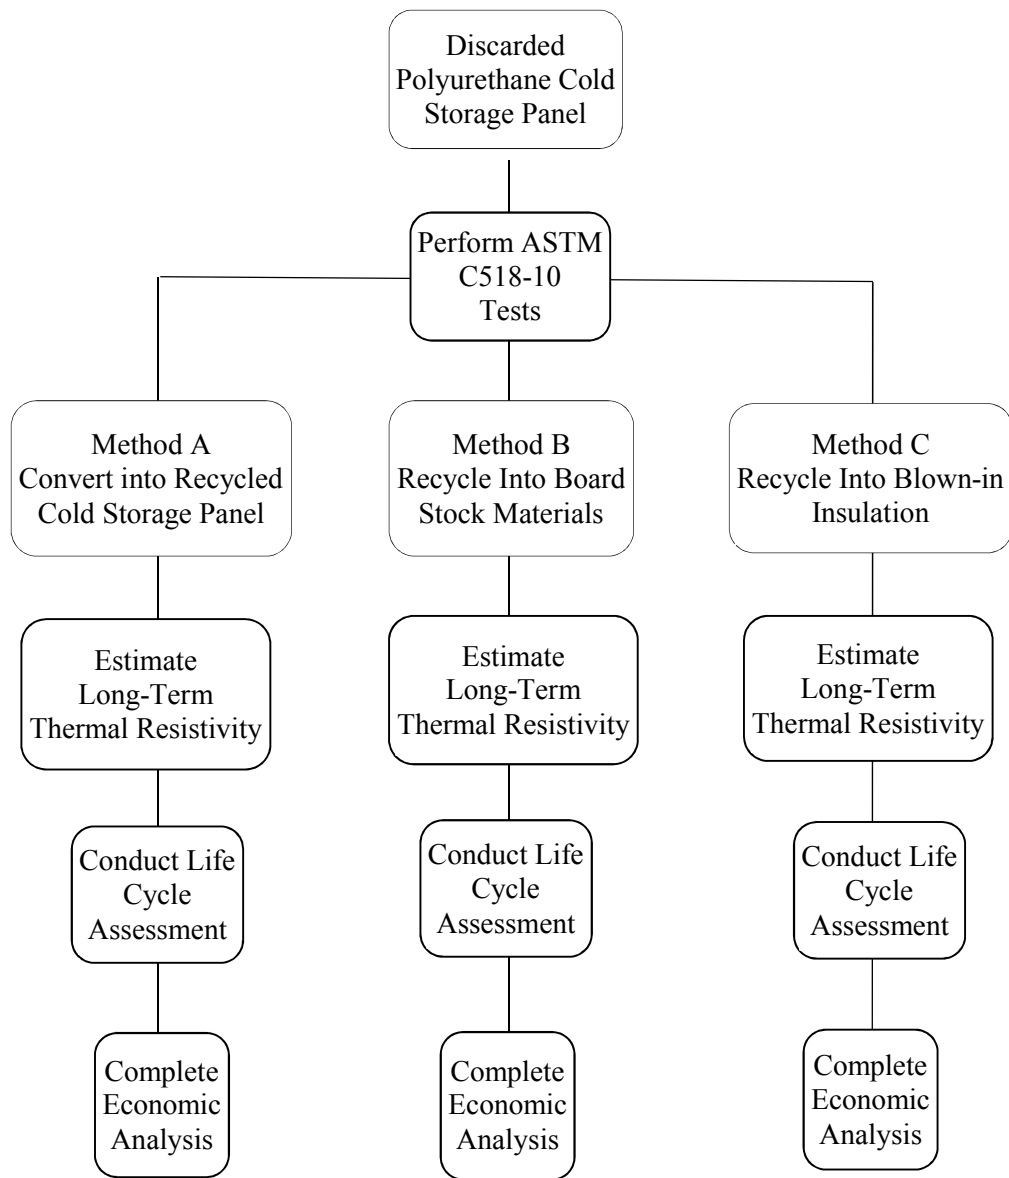 Discarded
Polyurethane Cold
Storage Panel
Perform ASTM
C518-10
Tests
Method A
Convert into Recycled
Cold Storage Panel
Method B
Recycle Into Board
Stock Materials
Method C
Recycle Into Blown-in
Insulation
Estimate
Long-Term
Thermal Resistivity
Estimate
Long-Term
Thermal Resistivity
Estimate
Long-Term
Thermal Resistivity
Conduct Life
Cycle
Assessment
Conduct Life
Cycle
Assessment
Conduct Life
Cycle
Assessment
Complete
Economic
Analysis
Complete
Economic
Analysis
Complete
Economic
Analysis